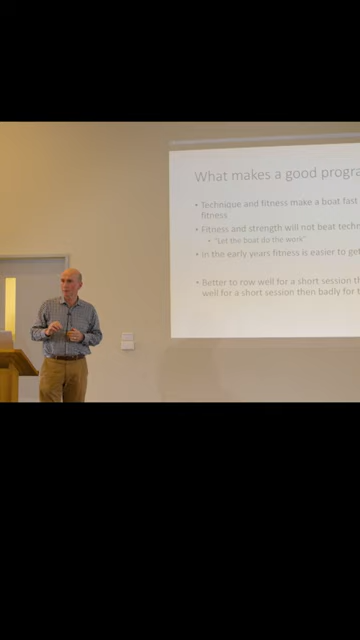 What makes a good progra
• Technique and fitness make a boat fast
fitness
• Fitness and strength will not beat techn
• "Let the boat do the work"
• In the early years fitness is easier to get
• Better to row well for a short session th
well for a short session then badly for t